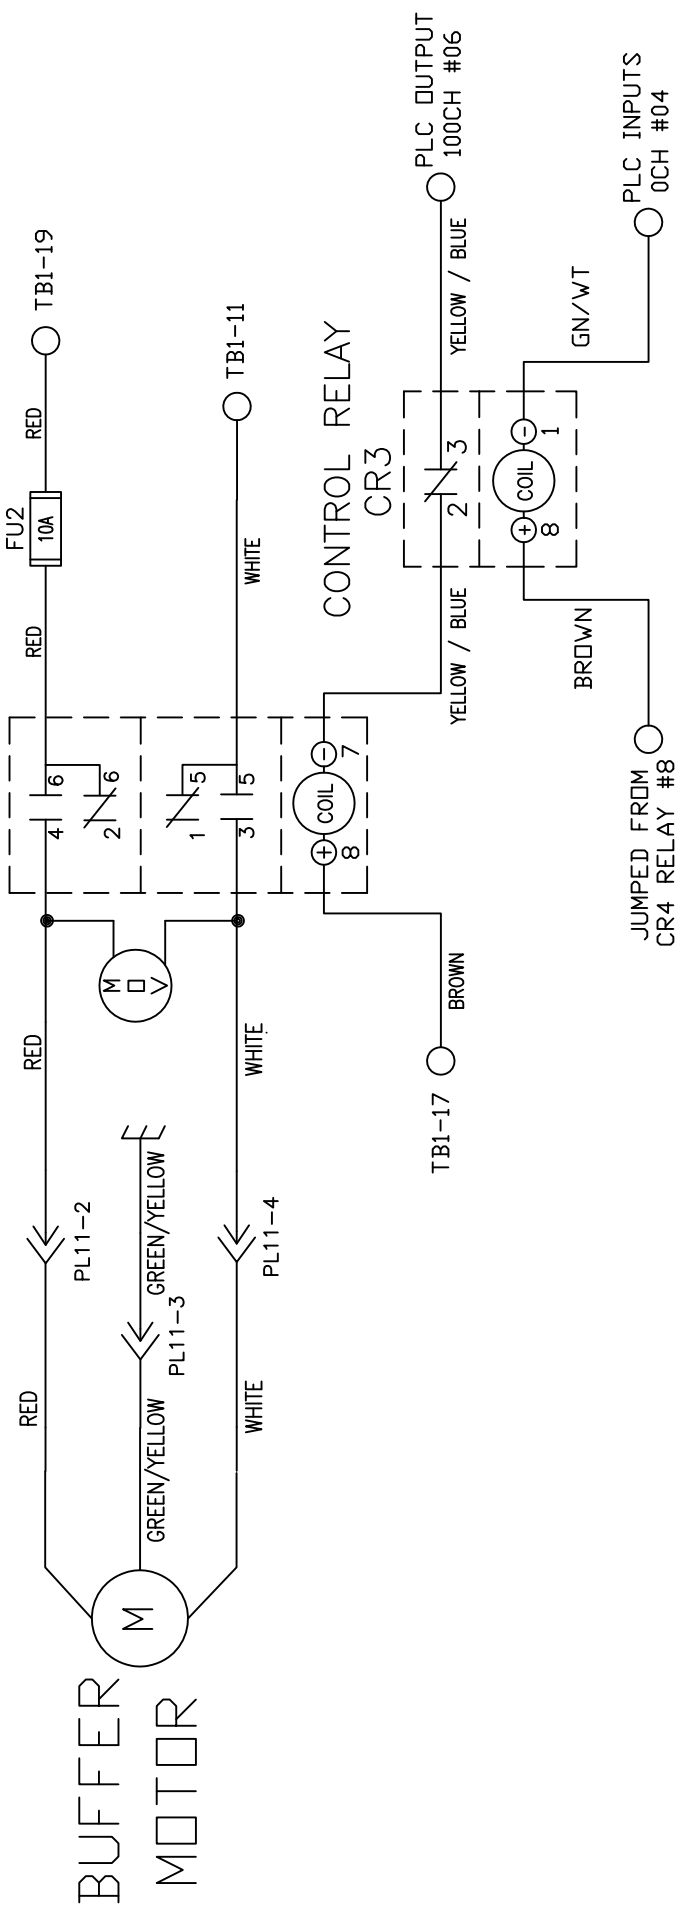 BUFFER
MOTOR
M
RED
GREEN/YELLOW
WHITE
PL11-2
PL11-3
PL11-4
GREEN/YELLOW
RED
WHITE
M
O
V
4
6
2
6
1
5
3
5
8
+
COIL
-
7
RED
FU2
10A
RED
TB1-19
WHITE
TB1-11
BROWN
TB1-17
CONTROL RELAY
CR3
YELLOW / BLUE
2
3
YELLOW / BLUE
PLC OUTPUT
100CH #06
8
+
COIL
-
1
BROWN
JUMPED FROM
CR4 RELAY #8
GN/WT
PLC INPUTS
0CH #04